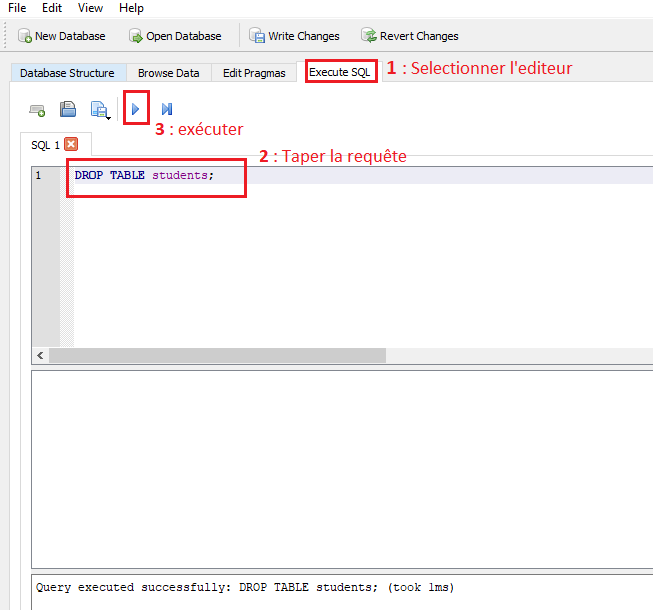 File Edit View Help
New Database Open Database Write Changes Revert Changes
Database Structure Browse Data Edit Pragmas Execute SQL 1 : Selectionner l'editeur
3 : exécuter
SQL 1
2 : Taper la requête
1 DROP TABLE students;
Query executed successfully: DROP TABLE students; (took 1ms)